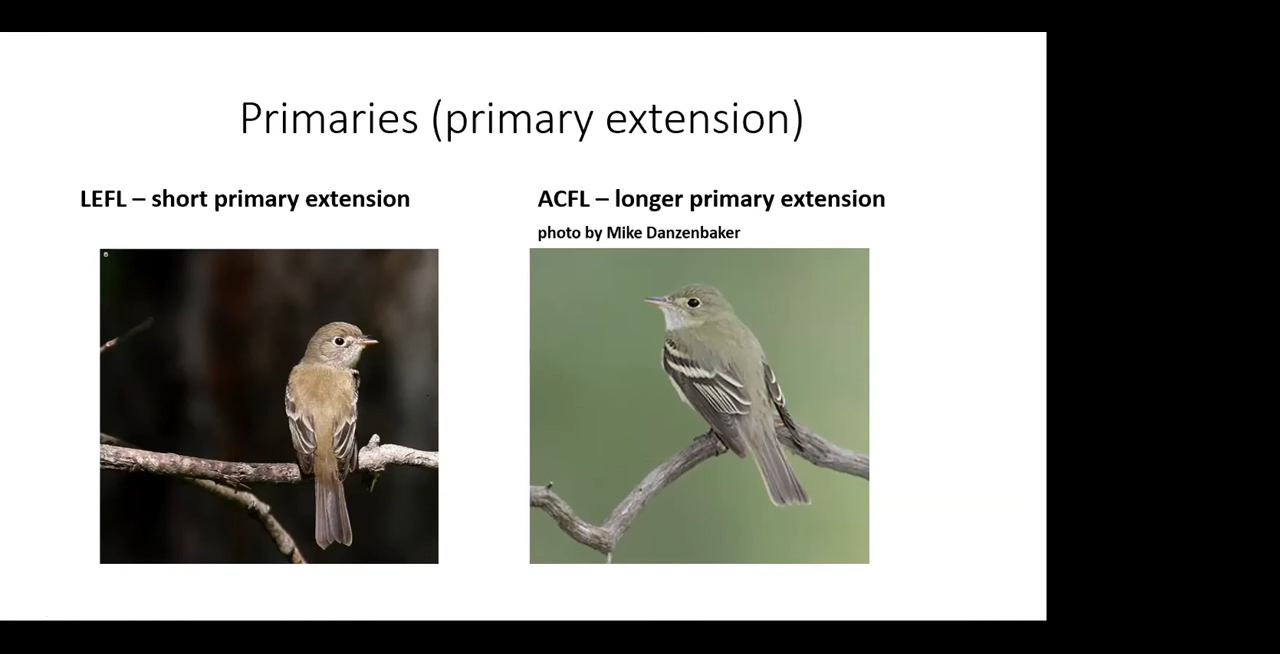 Primaries (primary extension)
LEFL – short primary extension
ACFL – longer primary extension
photo by Mike Danzenbaker